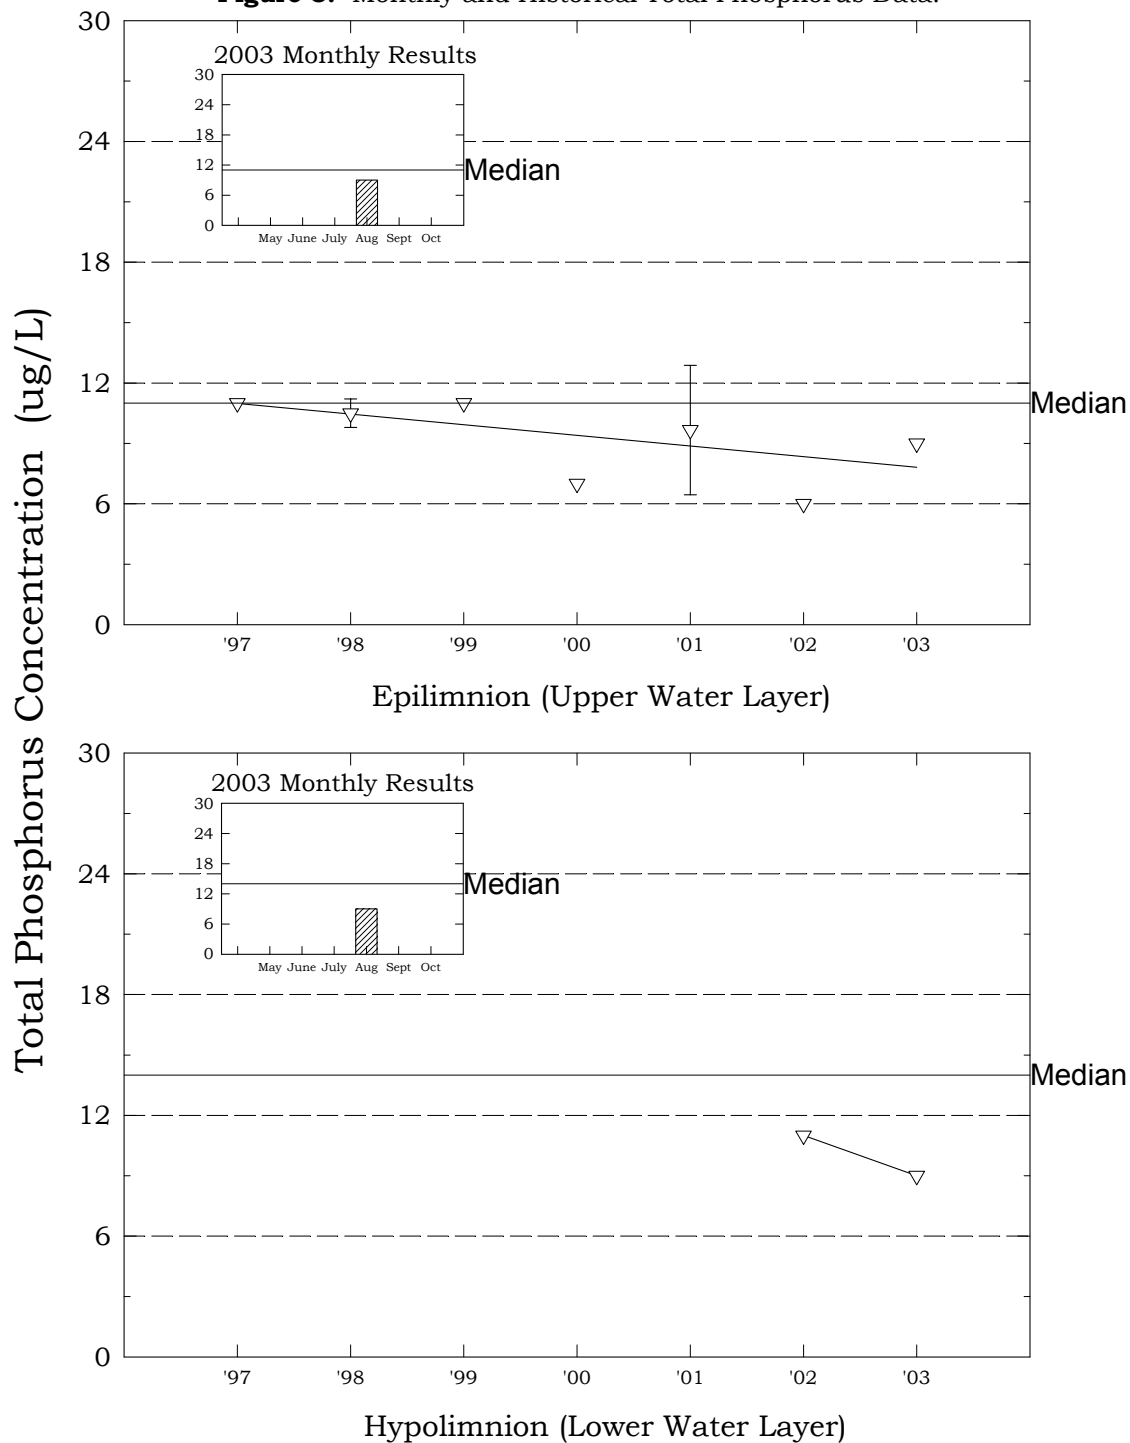 Monthly and Historical Total Phosphorus Data.
Total Phosphorus Concentration (ug/L)
30
24
18
12
6
0
2003 Monthly Results
30
24
18
12
6
0
Median
May June July Aug Sept Oct
Median
'97 '98 '99 '00 '01 '02 '03
Epilimnion (Upper Water Layer)
30
24
18
12
6
0
2003 Monthly Results
30
24
18
12
6
0
Median
May June July Aug Sept Oct
Median
'97 '98 '99 '00 '01 '02 '03
Hypolimnion (Lower Water Layer)